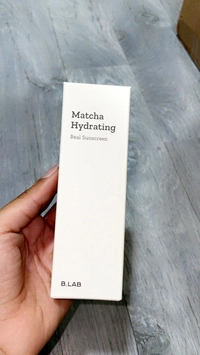 Matcha
Hydrating
Real Sunscreen
B.LAB